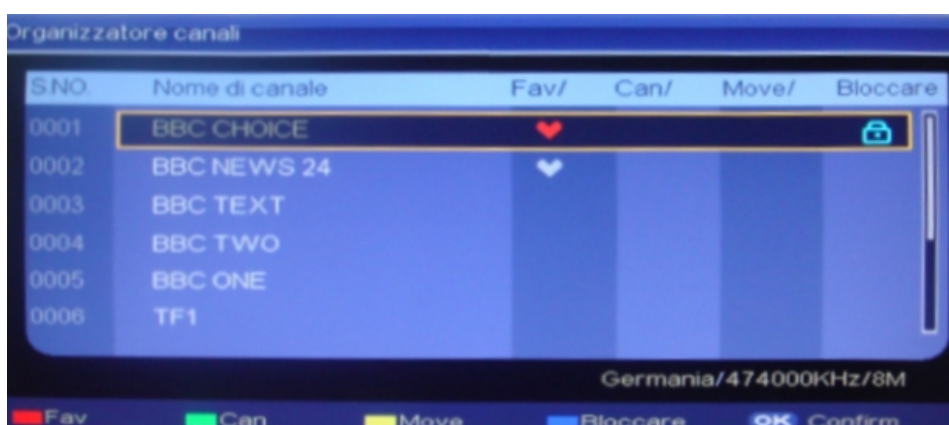 Organizzatore canali
S.NO. Nome di canale Fav/ Can/ Move/ Bloccare
0001 BBC CHOICE
0002 BBC NEWS 24
0003 BBC TEXT
0004 BBC TWO
0005 BBC ONE
0006 TF1
Germania/474000KHz/8M
Fav Can Move Bloccare OK Confirm